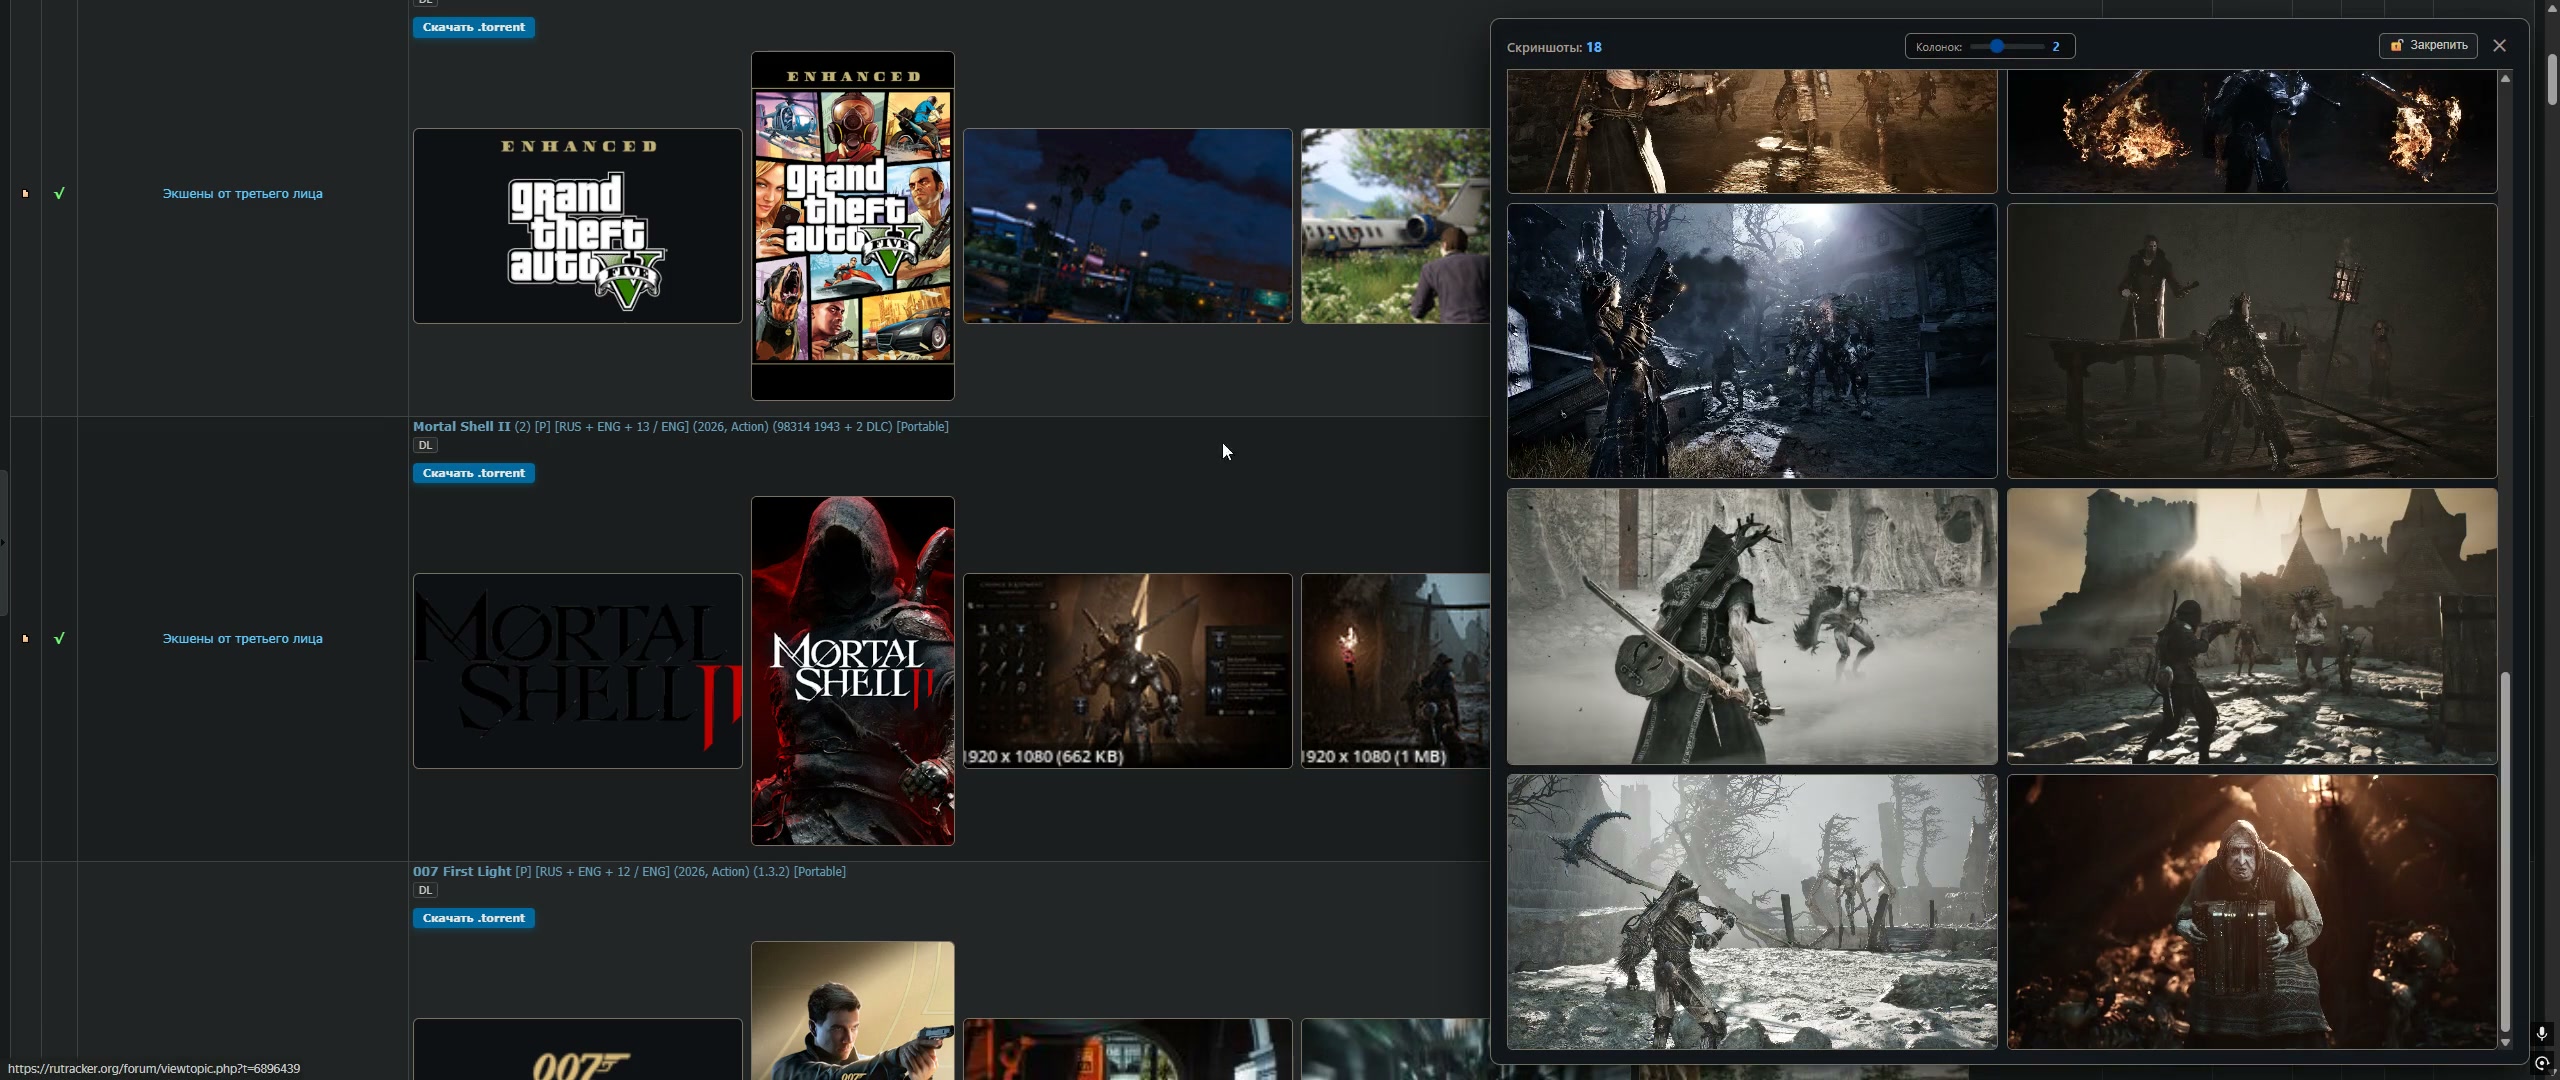 DL
Скачать .torrent
Скриншоты: 18
Колонок:
2
Закрепить
ENHANCED
grand
theft
auto
FIVE
ENHANCED
grand
theft
auto
FIVE
Экшены от третьего лица
Mortal Shell II (2) [P] [RUS + ENG + 13 / ENG] (2026, Action) (98314 1943 + 2 DLC) [Portable]
DL
Скачать .torrent
MORTAL
SHELL II
MORTAL
SHELL II
1920 x 1080 (662 KB)
1920 x 1080 (1 MB)
Экшены от третьего лица
007 First Light [P] [RUS + ENG + 12 / ENG] (2026, Action) (1.3.2) [Portable]
DL
Скачать .torrent
007
007
https://rutracker.org/forum/viewtopic.php?t=6896439